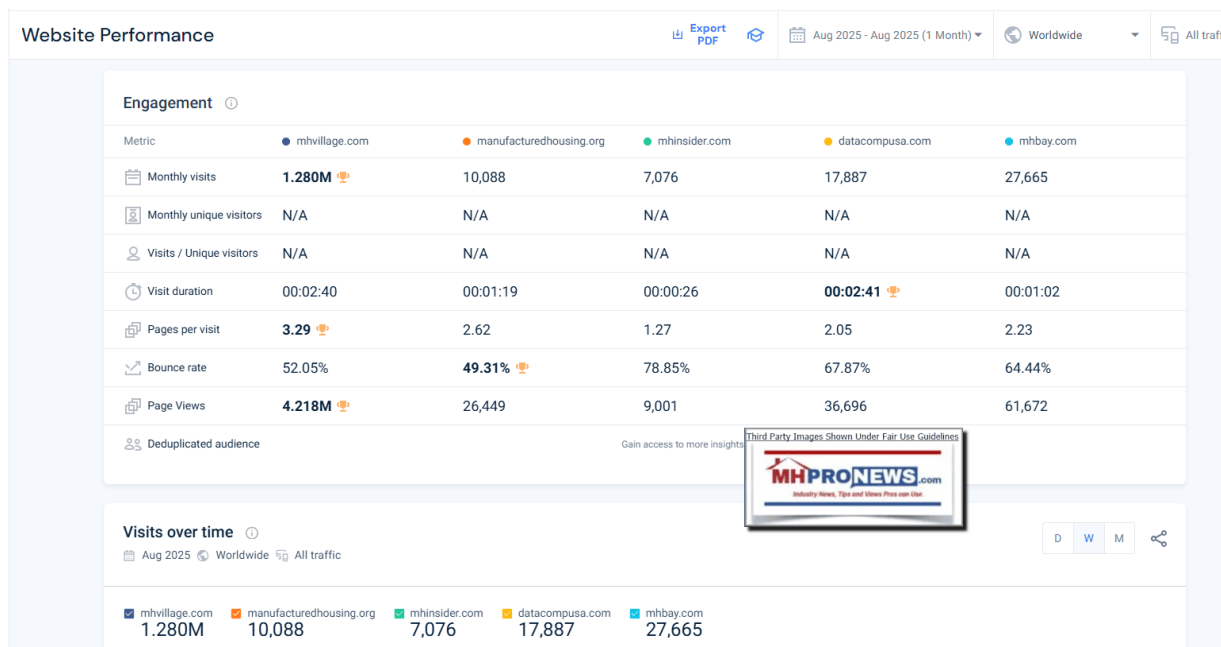 Website Performance
Export PDF
Aug 2025 - Aug 2025 (1 Month)
Worldwide
All traf
Engagement
Metric mhvillage.com manufacturedhousing.org mhinsider.com datacompusa.com mhbay.com
Monthly visits 1.280M 10,088 7,076 17,887 27,665
Monthly unique visitors N/A N/A N/A N/A N/A
Visits / Unique visitors N/A N/A N/A N/A N/A
Visit duration 00:02:40 00:01:19 00:00:26 00:02:41 00:01:02
Pages per visit 3.29 2.62 1.27 2.05 2.23
Bounce rate 52.05% 49.31% 78.85% 67.87% 64.44%
Page Views 4.218M 26,449 9,001 36,696 61,672
Deduplicated audience Gain access to more insights
Third Party Images Shown Under Fair Use Guidelines
MHPRONEWS.com
Industry News, Tips and Views Pros can Use
Visits over time
D W M
Aug 2025 Worldwide All traffic
mhvillage.com manufacturedhousing.org mhinsider.com datacompusa.com mhbay.com
1.280M 10,088 7,076 17,887 27,665